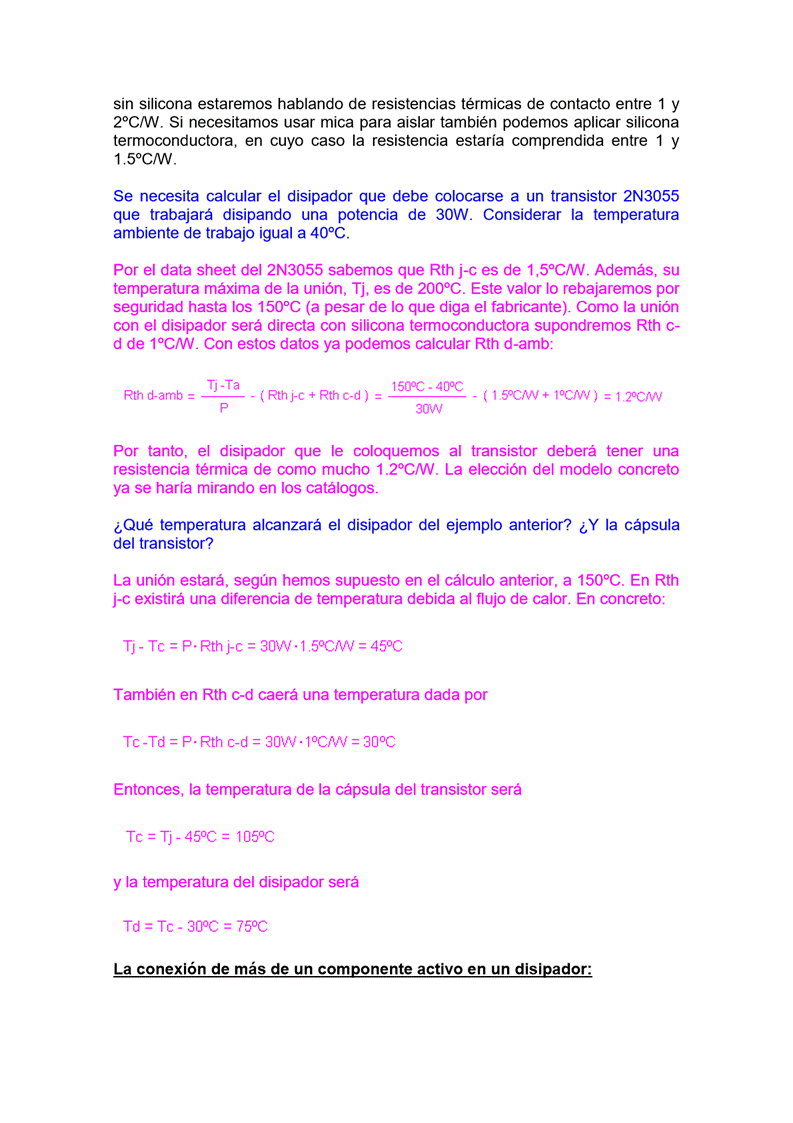 sin silicona estaremos hablando de resistencias térmicas de contacto entre 1 y
2ºC/W. Si necesitamos usar mica para aislar también podemos aplicar silicona
termoconductora, en cuyo caso la resistencia estaría comprendida entre 1 y
1.5ºC/W.
Se necesita calcular el disipador que debe colocarse a un transistor 2N3055
que trabajará disipando una potencia de 30W. Considerar la temperatura
ambiente de trabajo igual a 40ºC.
Por el data sheet del 2N3055 sabemos que Rth j-c es de 1,5ºC/W. Además, su
temperatura máxima de la unión, Tj, es de 200ºC. Este valor lo rebajaremos por
seguridad hasta los 150ºC (a pesar de lo que diga el fabricante). Como la unión
con el disipador será directa con silicona termoconductora supondremos Rth c-
d de 1ºC/W. Con estos datos ya podemos calcular Rth d-amb:
Rth d-amb = Tj -Ta / P - ( Rth j-c + Rth c-d ) = 150ºC - 40ºC / 30W - ( 1.5ºC/W + 1ºC/W ) = 1.2ºC/W
Por tanto, el disipador que le coloquemos al transistor deberá tener una
resistencia térmica de como mucho 1.2ºC/W. La elección del modelo concreto
ya se haría mirando en los catálogos.
¿Qué temperatura alcanzará el disipador del ejemplo anterior? ¿Y la cápsula
del transistor?
La unión estará, según hemos supuesto en el cálculo anterior, a 150ºC. En Rth
j-c existirá una diferencia de temperatura debida al flujo de calor. En concreto:
Tj - Tc = P· Rth j-c = 30W ·1.5ºC/W = 45ºC
También en Rth c-d caerá una temperatura dada por
Tc -Td = P· Rth c-d = 30W ·1ºC/W = 30ºC
Entonces, la temperatura de la cápsula del transistor será
Tc = Tj - 45ºC = 105ºC
y la temperatura del disipador será
Td = Tc - 30ºC = 75ºC
La conexión de más de un componente activo en un disipador: